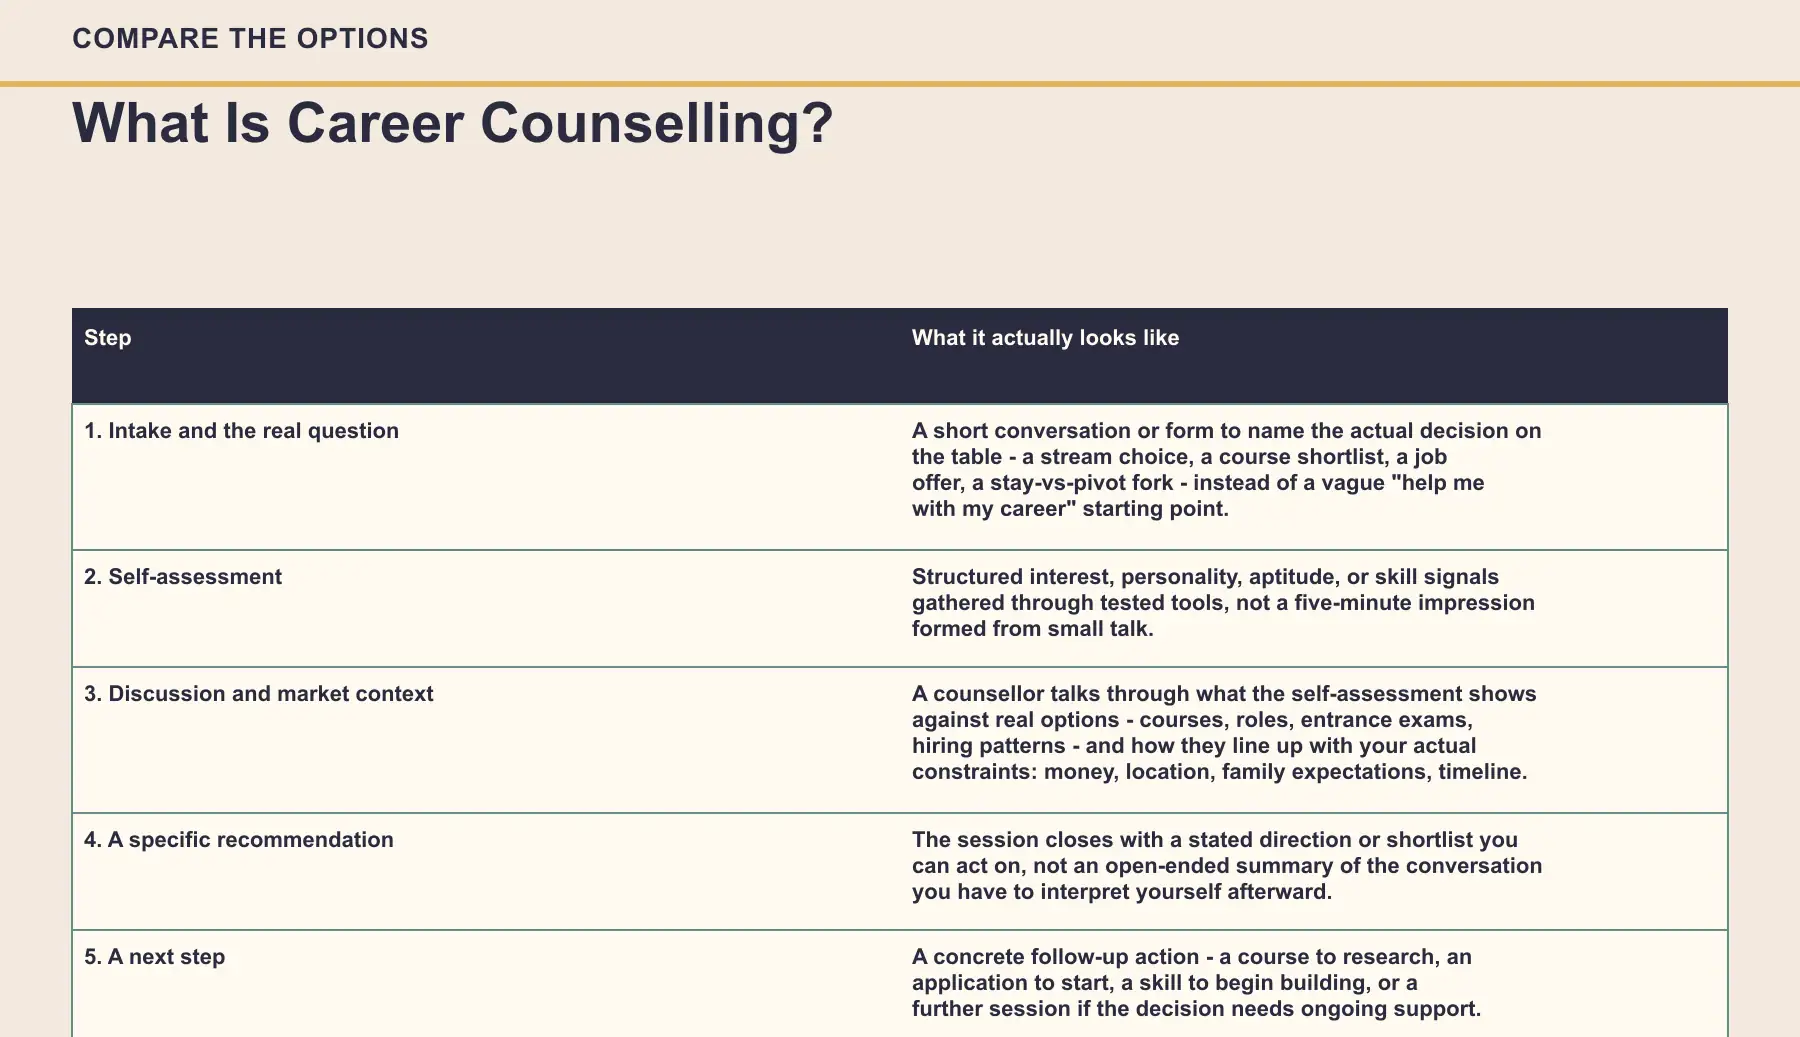 COMPARE THE OPTIONS
What Is Career Counselling?
Step
What it actually looks like
1. Intake and the real question
A short conversation or form to name the actual decision on
the table - a stream choice, a course shortlist, a job
offer, a stay-vs-pivot fork - instead of a vague "help me
with my career" starting point.
2. Self-assessment
Structured interest, personality, aptitude, or skill signals
gathered through tested tools, not a five-minute impression
formed from small talk.
3. Discussion and market context
A counsellor talks through what the self-assessment shows
against real options - courses, roles, entrance exams,
hiring patterns - and how they line up with your actual
constraints: money, location, family expectations, timeline.
4. A specific recommendation
The session closes with a stated direction or shortlist you
can act on, not an open-ended summary of the conversation
you have to interpret yourself afterward.
5. A next step
A concrete follow-up action - a course to research, an
application to start, a skill to begin building, or a
further session if the decision needs ongoing support.